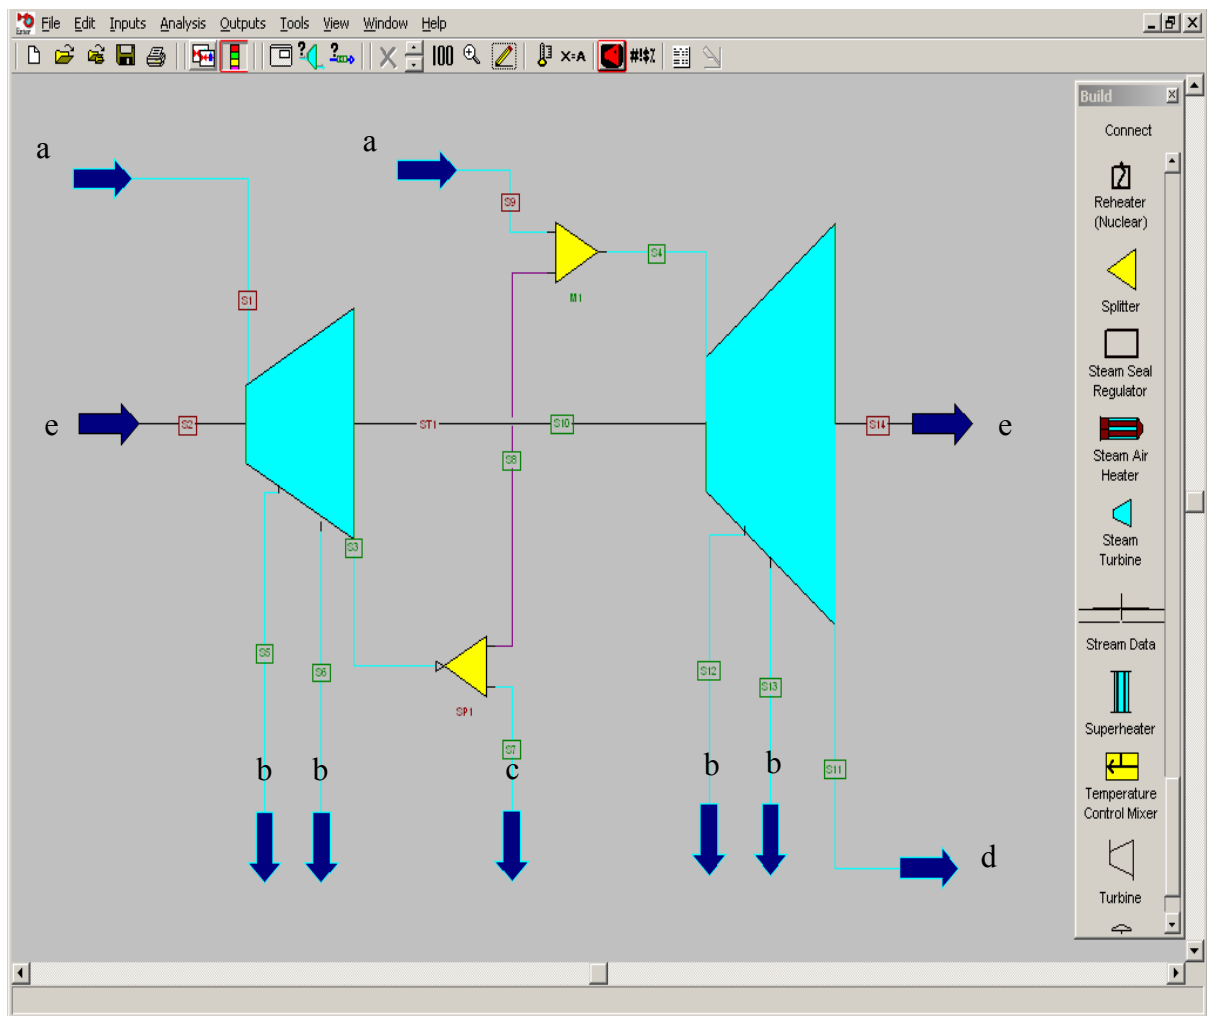 File Edit Inputs Analysis Outputs Tools View Window Help
Enter
100 X=A #!$%
Build
Connect
Reheater
(Nuclear)
Splitter
Steam Seal
Regulator
Steam Air
Heater
Steam
Turbine
Stream Data
Superheater
Temperature
Control Mixer
Turbine
a
a
S9
S4
M1
S1
e
S2
ST1
S10
S14
e
S8
S3
S5
S6
SP1
S12
S13
S7
b
b
c
b
b
S11
d